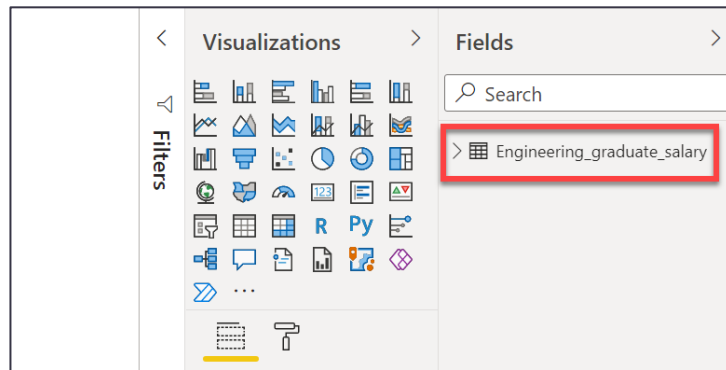 Filters
Visualizations
Fields
Search
Engineering_graduate_salary
123
R
Py